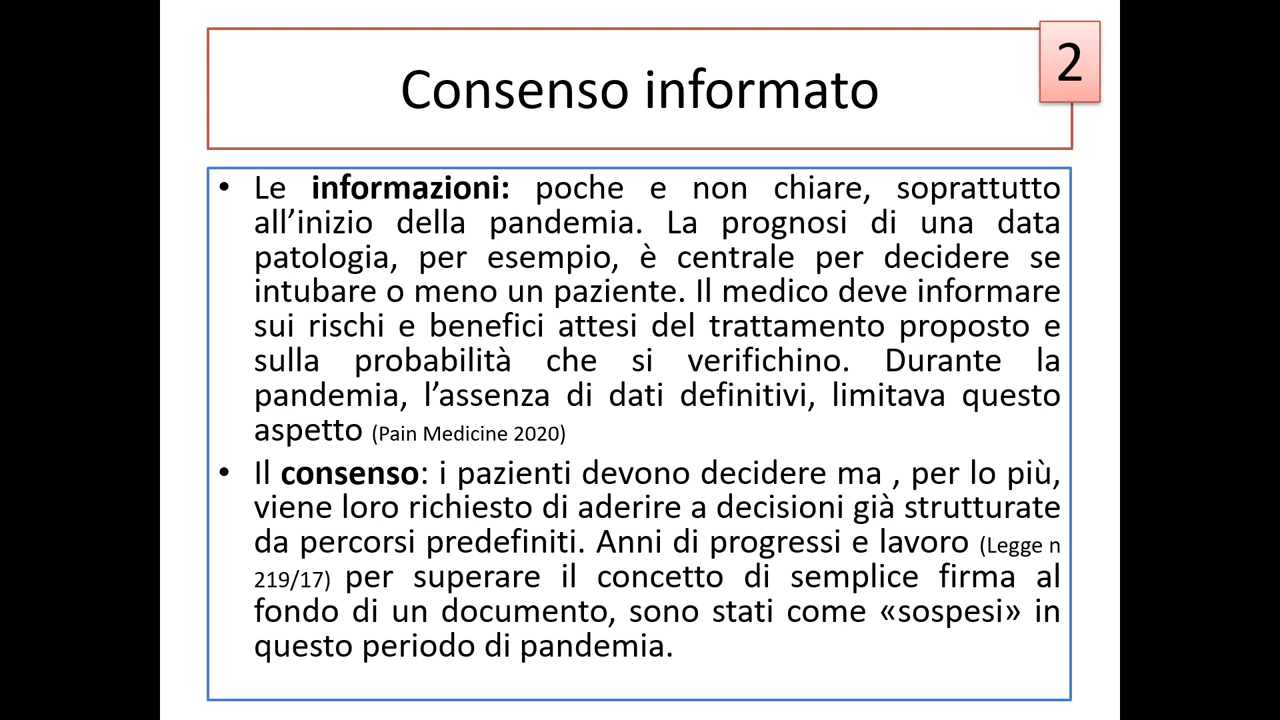 Consenso informato
2
• Le informazioni: poche e non chiare, soprattutto
all’inizio della pandemia. La prognosi di una data
patologia, per esempio, è centrale per decidere se
intubare o meno un paziente. Il medico deve informare
sui rischi e benefici attesi del trattamento proposto e
sulla probabilità che si verifichino. Durante la
pandemia, l’assenza di dati definitivi, limitava questo
aspetto (Pain Medicine 2020)
• Il consenso: i pazienti devono decidere ma , per lo più,
viene loro richiesto di aderire a decisioni già strutturate
da percorsi predefiniti. Anni di progressi e lavoro (Legge n
219/17) per superare il concetto di semplice firma al
fondo di un documento, sono stati come «sospesi» in
questo periodo di pandemia.